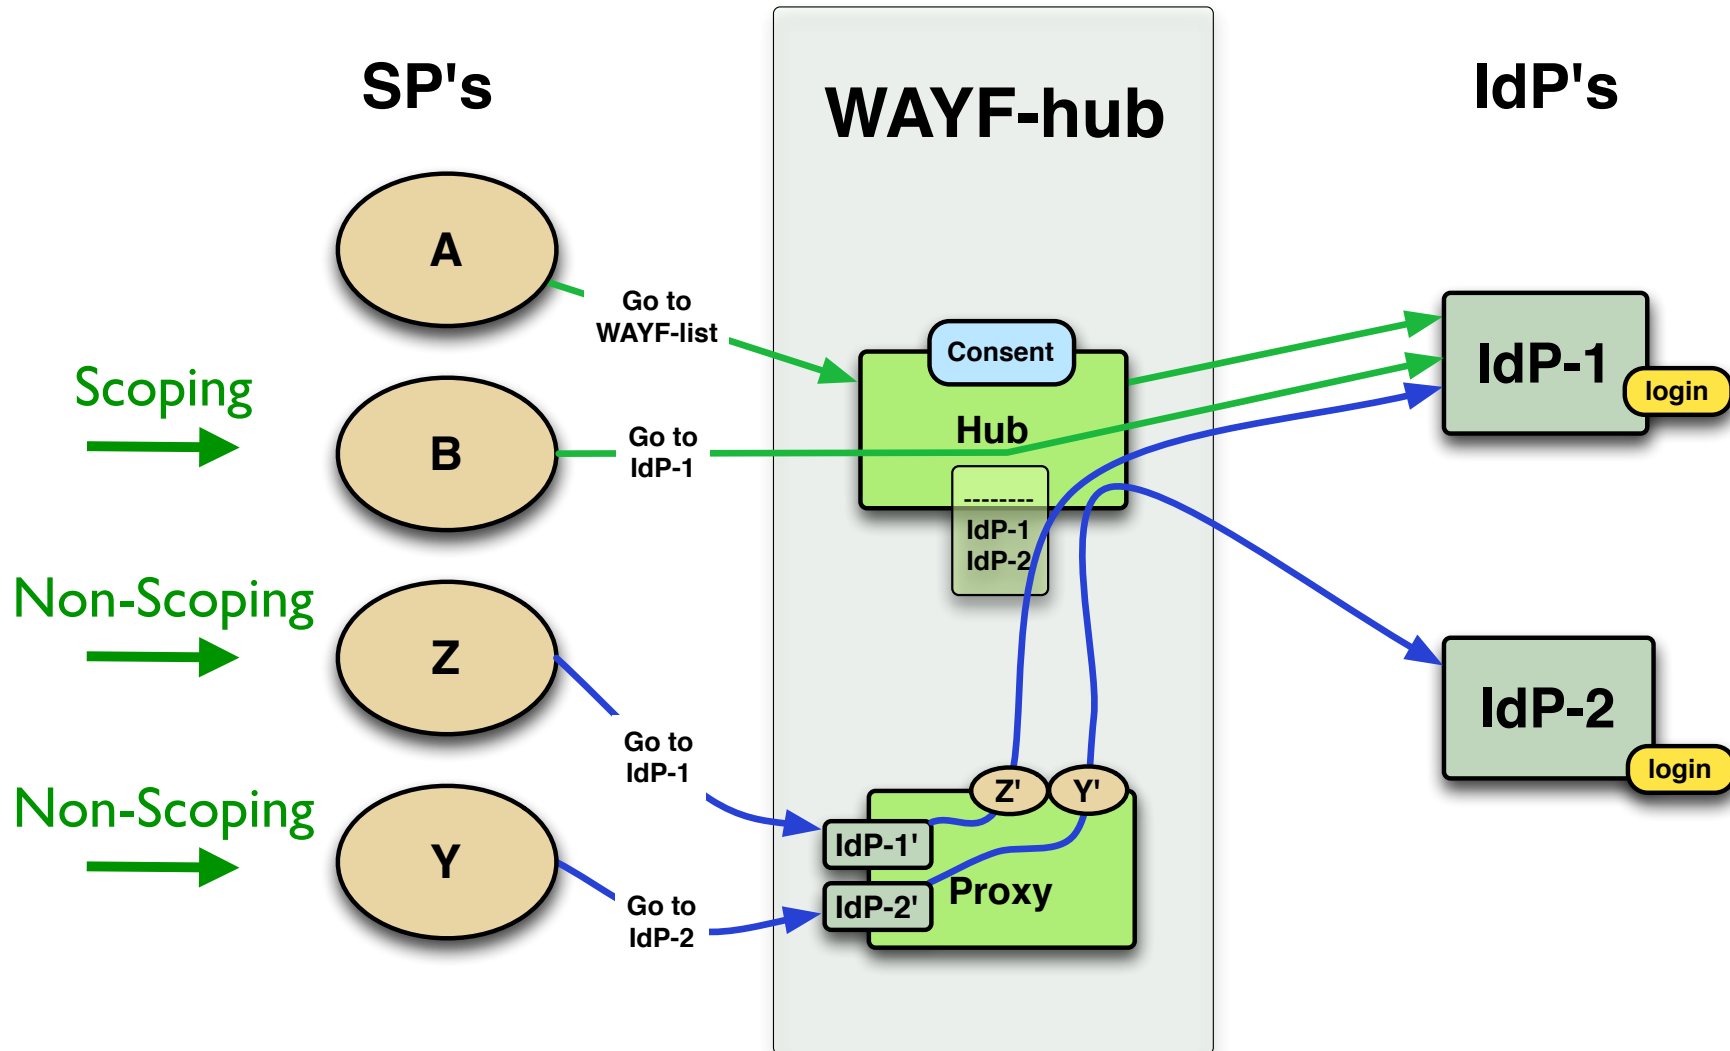 SP's
WAYF-hub
IdP's
A
Go to
WAYF-list
Consent
IdP-1
login
Scoping
B
Go to
IdP-1
Hub
--------
IdP-1
IdP-2
Non-Scoping
Z
Go to
IdP-1
IdP-2
login
Non-Scoping
Y
Go to
IdP-2
Z'
Y'
IdP-1'
IdP-2'
Proxy